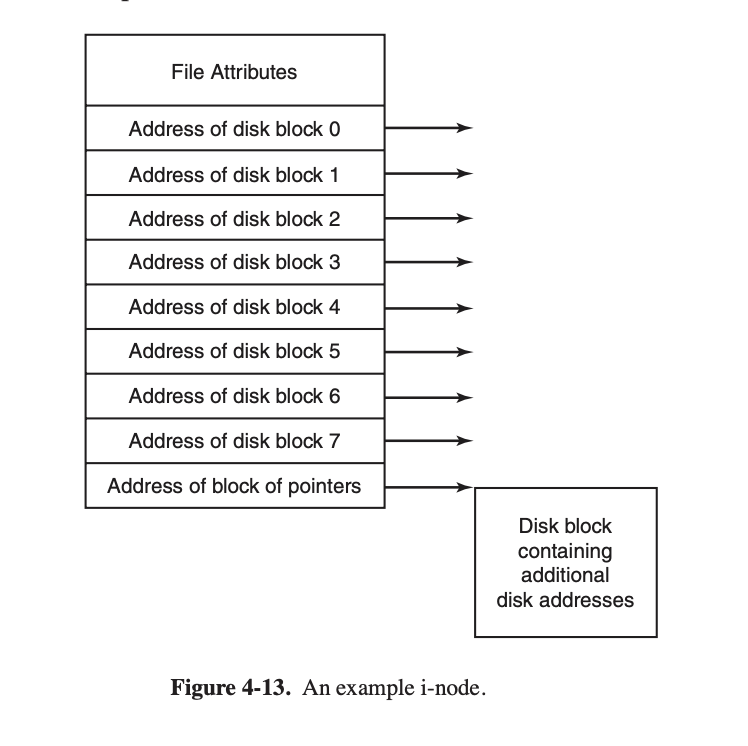 File Attributes
Address of disk block 0
Address of disk block 1
Address of disk block 2
Address of disk block 3
Address of disk block 4
Address of disk block 5
Address of disk block 6
Address of disk block 7
Address of block of pointers
Disk block
containing
additional
disk addresses
Figure 4-13. An example i-node.